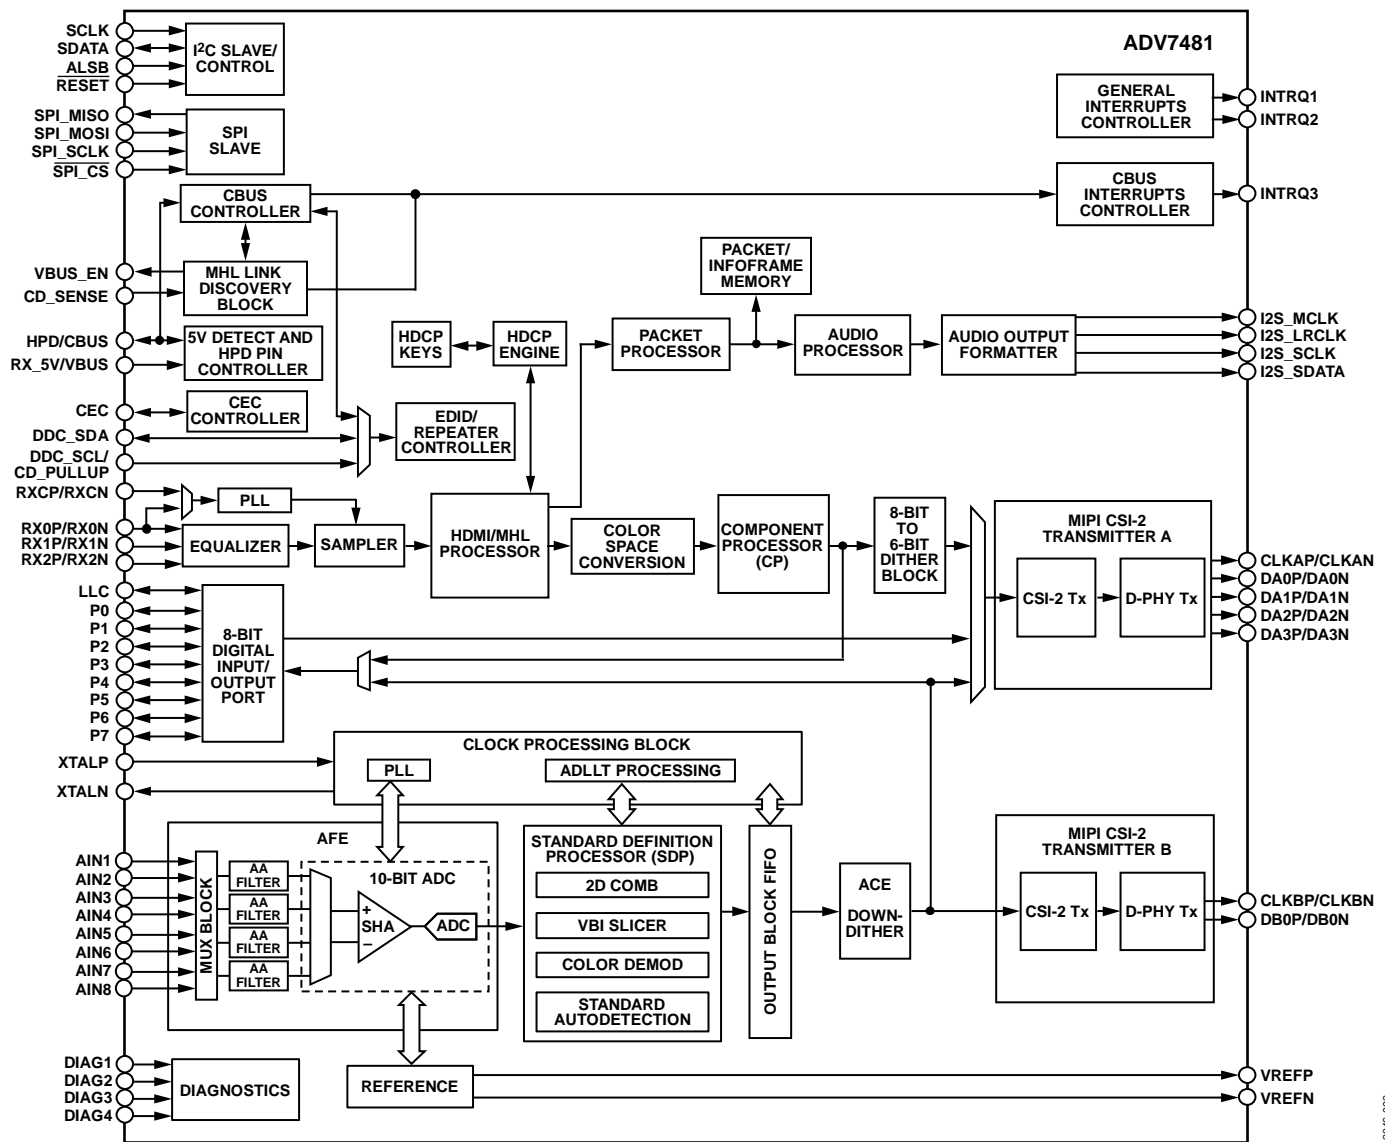 ADV7481
SCLK
SDATA
ALSB
RESET
I2C SLAVE/
CONTROL
SPI_MISO
SPI_MOSI
SPI_SCLK
SPI_CS
SPI
SLAVE
GENERAL
INTERRUPTS
CONTROLLER
INTRQ1
INTRQ2
CBUS
CONTROLLER
CBUS
INTERRUPTS
CONTROLLER
INTRQ3
VBUS_EN
CD_SENSE
MHL LINK
DISCOVERY
BLOCK
PACKET/
INFOFRAME
MEMORY
HPD/CBUS
RX_5V/VBUS
5V DETECT AND
HPD PIN
CONTROLLER
HDCP
KEYS
HDCP
ENGINE
PACKET
PROCESSOR
AUDIO
PROCESSOR
AUDIO OUTPUT
FORMATTER
I2S_MCLK
I2S_LRCLK
I2S_SCLK
I2S_SDATA
CEC
CEC
CONTROLLER
DDC_SDA
DDC_SCL/
CD_PULLUP
EDID/
REPEATER
CONTROLLER
RXCP/RXCN
PLL
RX0P/RX0N
RX1P/RX1N
RX2P/RX2N
EQUALIZER
SAMPLER
HDMI/MHL
PROCESSOR
COLOR
SPACE
CONVERSION
COMPONENT
PROCESSOR
(CP)
8-BIT
TO
6-BIT
DITHER
BLOCK
MIPI CSI-2
TRANSMITTER A
CSI-2 Tx
D-PHY Tx
CLKAP/CLKAN
DA0P/DA0N
DA1P/DA1N
DA2P/DA2N
DA3P/DA3N
LLC
P0
P1
P2
P3
P4
P5
P6
P7
8-BIT
DIGITAL
INPUT/
OUTPUT
PORT
XTALP
XTALN
CLOCK PROCESSING BLOCK
PLL
ADLLT PROCESSING
AIN1
AIN2
AIN3
AIN4
AIN5
AIN6
AIN7
AIN8
AFE
MUX BLOCK
AA
FILTER
AA
FILTER
AA
FILTER
AA
FILTER
10-BIT ADC
+
SHA
−
ADC
STANDARD DEFINITION
PROCESSOR (SDP)
2D COMB
VBI SLICER
COLOR DEMOD
STANDARD
AUTODETECTION
OUTPUT BLOCK FIFO
ACE
DOWN-
DITHER
MIPI CSI-2
TRANSMITTER B
CSI-2 Tx
D-PHY Tx
CLKBP/CLKBN
DB0P/DB0N
DIAG1
DIAG2
DIAG3
DIAG4
DIAGNOSTICS
REFERENCE
VREFP
VREFN